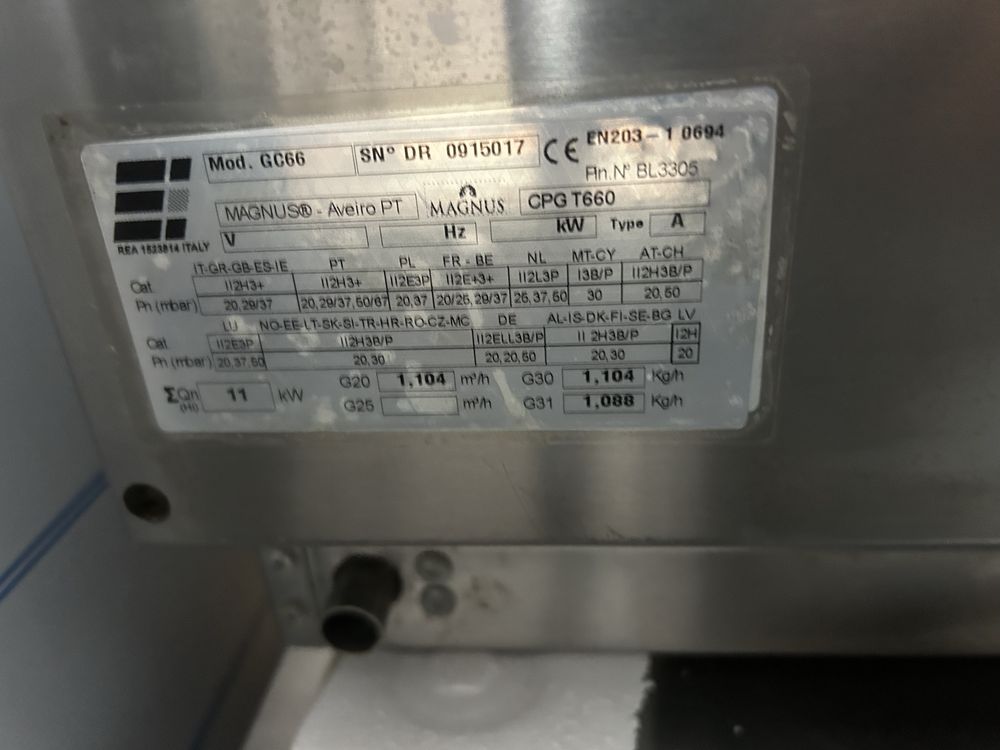 Mod. GC66 SN° DR 0915017 CE EN203-1 0694
Pin. N° BL3305
MAGNUS® - Aveiro PT MAGNUS CPG T660
REA 1523814 ITALY V Hz kW Type A
IT-GR-GB-ES-IE PT PL FR - BE NL MT-CY AT-CH
Cat. II2H3+ II2H3+ II2E3P II2E+3+ II2L3P I3B/P II2H3B/P
Pn (mbar) 20,29/37 20,29/37,50/67 20,37 20/25,29/37 25,37,50 30 20,50
LU NO-EE-LT-SK-SI-TR-HR-RO-CZ-MC DE AL-IS-DK-FI-SE-BG LV
Cat. II2E3P II2H3B/P II2ELL3B/P II 2H3B/P I2H
Pn (mbar) 20,37,50 20,30 20,20,50 20,30 20
ΣQn (Hi) 11 kW G20 1,104 m³/h G30 1,104 Kg/h
G25 m³/h G31 1,088 Kg/h